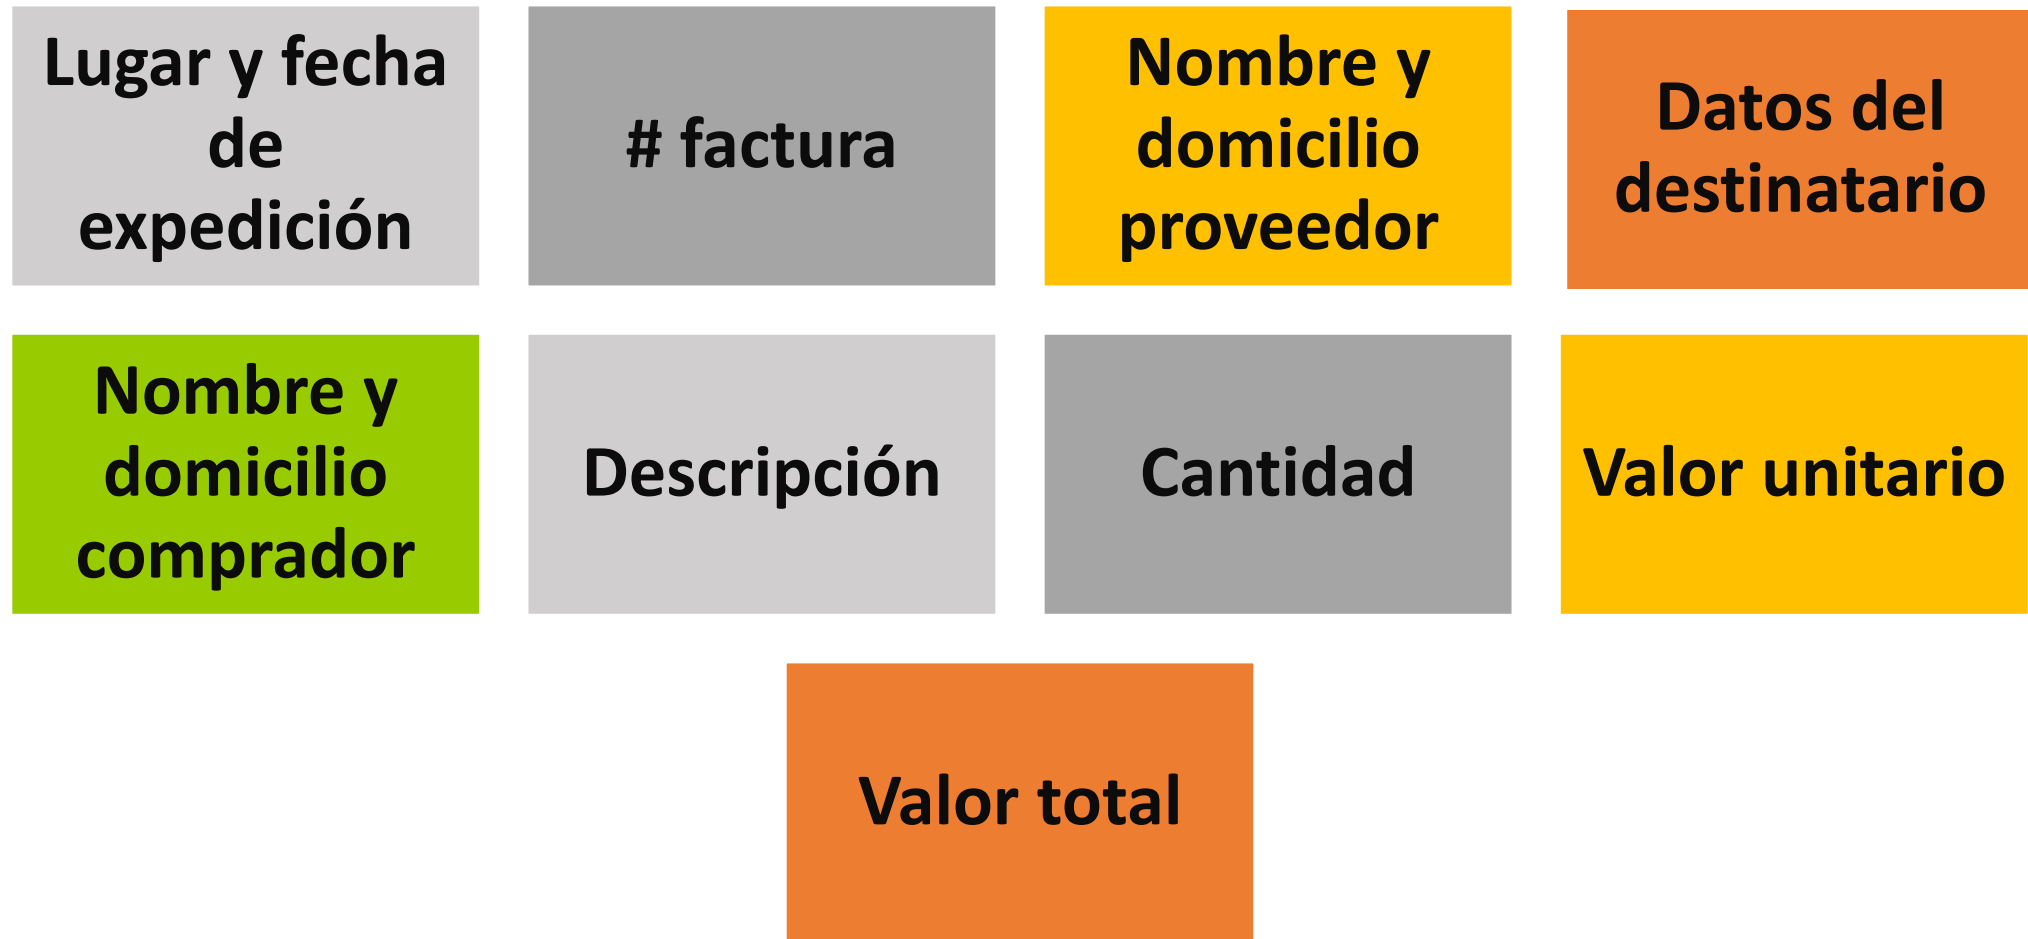 Lugar y fecha
de
expedición
# factura
Nombre y
domicilio
proveedor
Datos del
destinatario
Nombre y
domicilio
comprador
Descripción
Cantidad
Valor unitario
Valor total